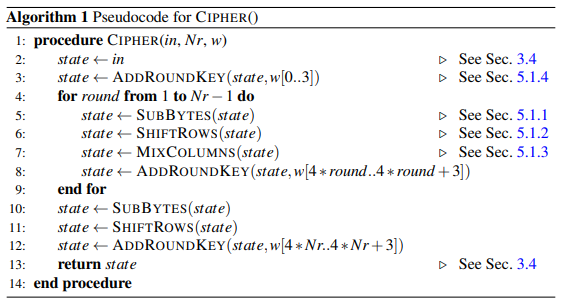 Algorithm 1 Pseudocode for CIPHER()
1: procedure CIPHER(in, Nr, w)
2: state ← in ▷ See Sec. 3.4
3: state ← ADDROUNDKEY(state,w[0..3]) ▷ See Sec. 5.1.4
4: for round from 1 to Nr − 1 do
5: state ← SUBBYTES(state) ▷ See Sec. 5.1.1
6: state ← SHIFTROWS(state) ▷ See Sec. 5.1.2
7: state ← MIXCOLUMNS(state) ▷ See Sec. 5.1.3
8: state ← ADDROUNDKEY(state,w[4∗round..4∗round+3])
9: end for
10: state ← SUBBYTES(state)
11: state ← SHIFTROWS(state)
12: state ← ADDROUNDKEY(state,w[4∗Nr..4∗Nr+3])
13: return state ▷ See Sec. 3.4
14: end procedure